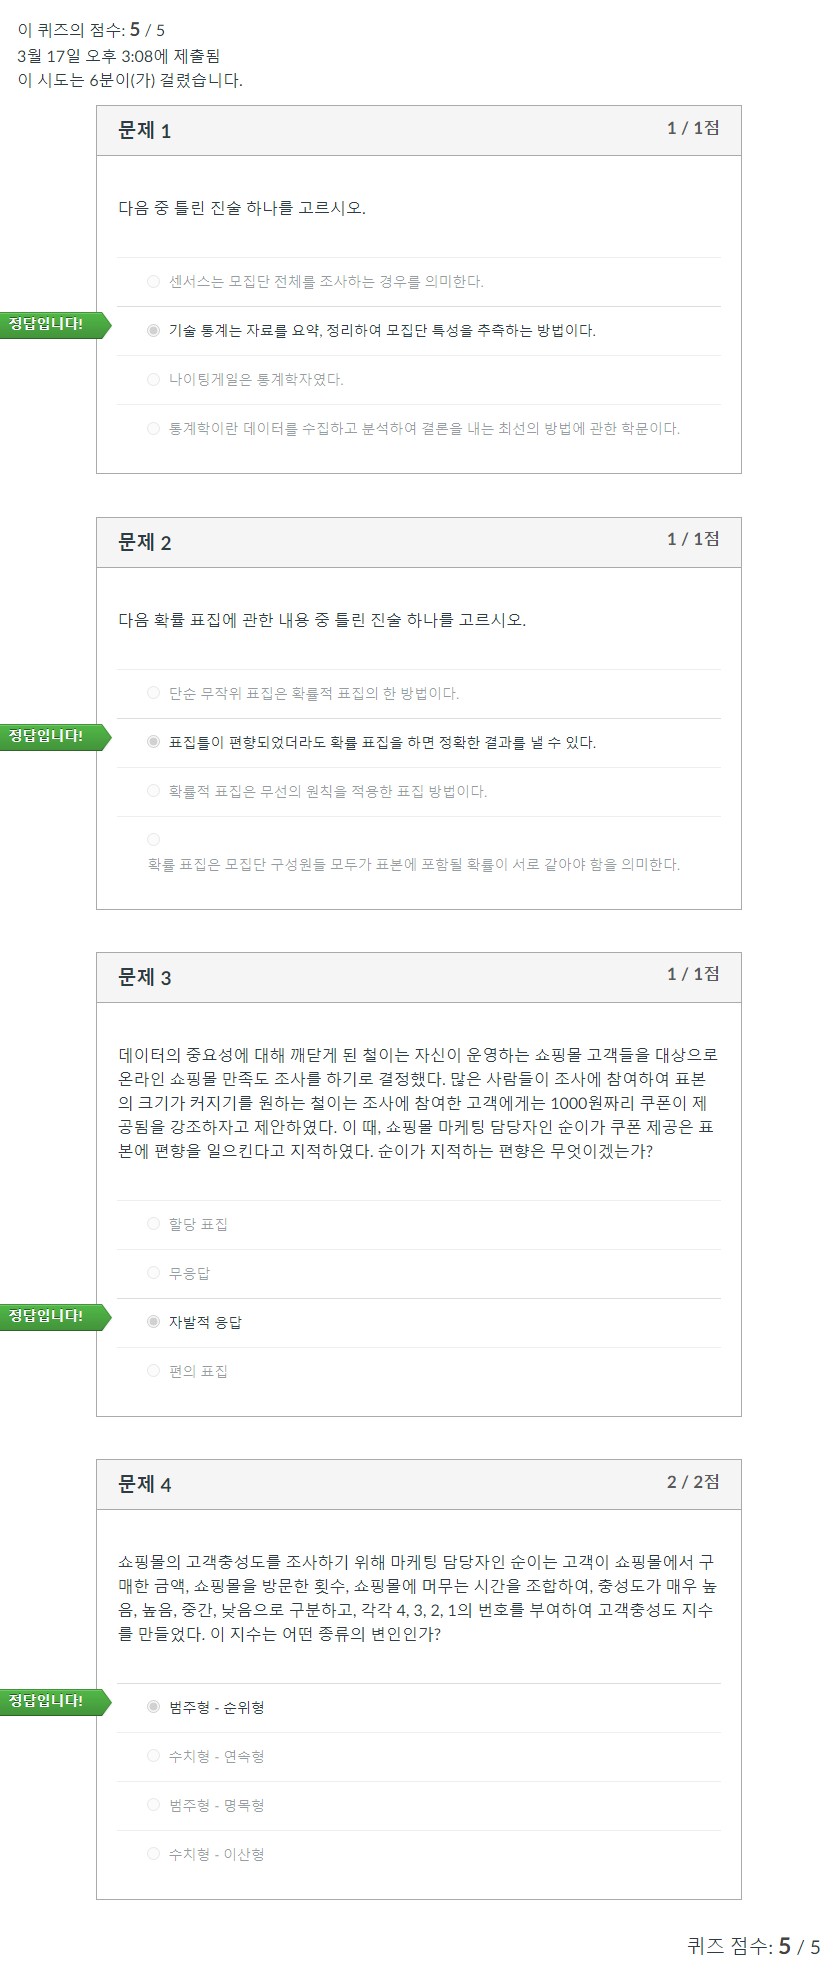 이 퀴즈의 점수: 5 / 5
3월 17일 오후 3:08에 제출됨
이 시도는 6분이(가) 걸렸습니다.
문제 1
1 / 1점
다음 중 틀린 진술 하나를 고르시오.
센서스는 모집단 전체를 조사하는 경우를 의미한다.
정답입니다!
기술 통계는 자료를 요약, 정리하여 모집단 특성을 추측하는 방법이다.
나이팅게일은 통계학자였다.
통계학이란 데이터를 수집하고 분석하여 결론을 내는 최선의 방법에 관한 학문이다.
문제 2
1 / 1점
다음 확률 표집에 관한 내용 중 틀린 진술 하나를 고르시오.
단순 무작위 표집은 확률적 표집의 한 방법이다.
정답입니다!
표집틀이 편향되었더라도 확률 표집을 하면 정확한 결과를 낼 수 있다.
확률적 표집은 무선의 원칙을 적용한 표집 방법이다.
확률 표집은 모집단 구성원들 모두가 표본에 포함될 확률이 서로 같아야 함을 의미한다.
문제 3
1 / 1점
데이터의 중요성에 대해 깨닫게 된 철이는 자신이 운영하는 쇼핑몰 고객들을 대상으로
온라인 쇼핑몰 만족도 조사를 하기로 결정했다. 많은 사람들이 조사에 참여하여 표본
의 크기가 커지기를 원하는 철이는 조사에 참여한 고객에게는 1000원짜리 쿠폰이 제
공됨을 강조하자고 제안하였다. 이 때, 쇼핑몰 마케팅 담당자인 순이가 쿠폰 제공은 표
본에 편향을 일으킨다고 지적하였다. 순이가 지적하는 편향은 무엇이겠는가?
할당 표집
무응답
정답입니다!
자발적 응답
편의 표집
문제 4
2 / 2점
쇼핑몰의 고객충성도를 조사하기 위해 마케팅 담당자인 순이는 고객이 쇼핑몰에서 구
매한 금액, 쇼핑몰을 방문한 횟수, 쇼핑몰에 머무는 시간을 조합하여, 충성도가 매우 높
음, 높음, 중간, 낮음으로 구분하고, 각각 4, 3, 2, 1의 번호를 부여하여 고객충성도 지수
를 만들었다. 이 지수는 어떤 종류의 변인인가?
정답입니다!
범주형 - 순위형
수치형 - 연속형
범주형 - 명목형
수치형 - 이산형
퀴즈 점수: 5 / 5